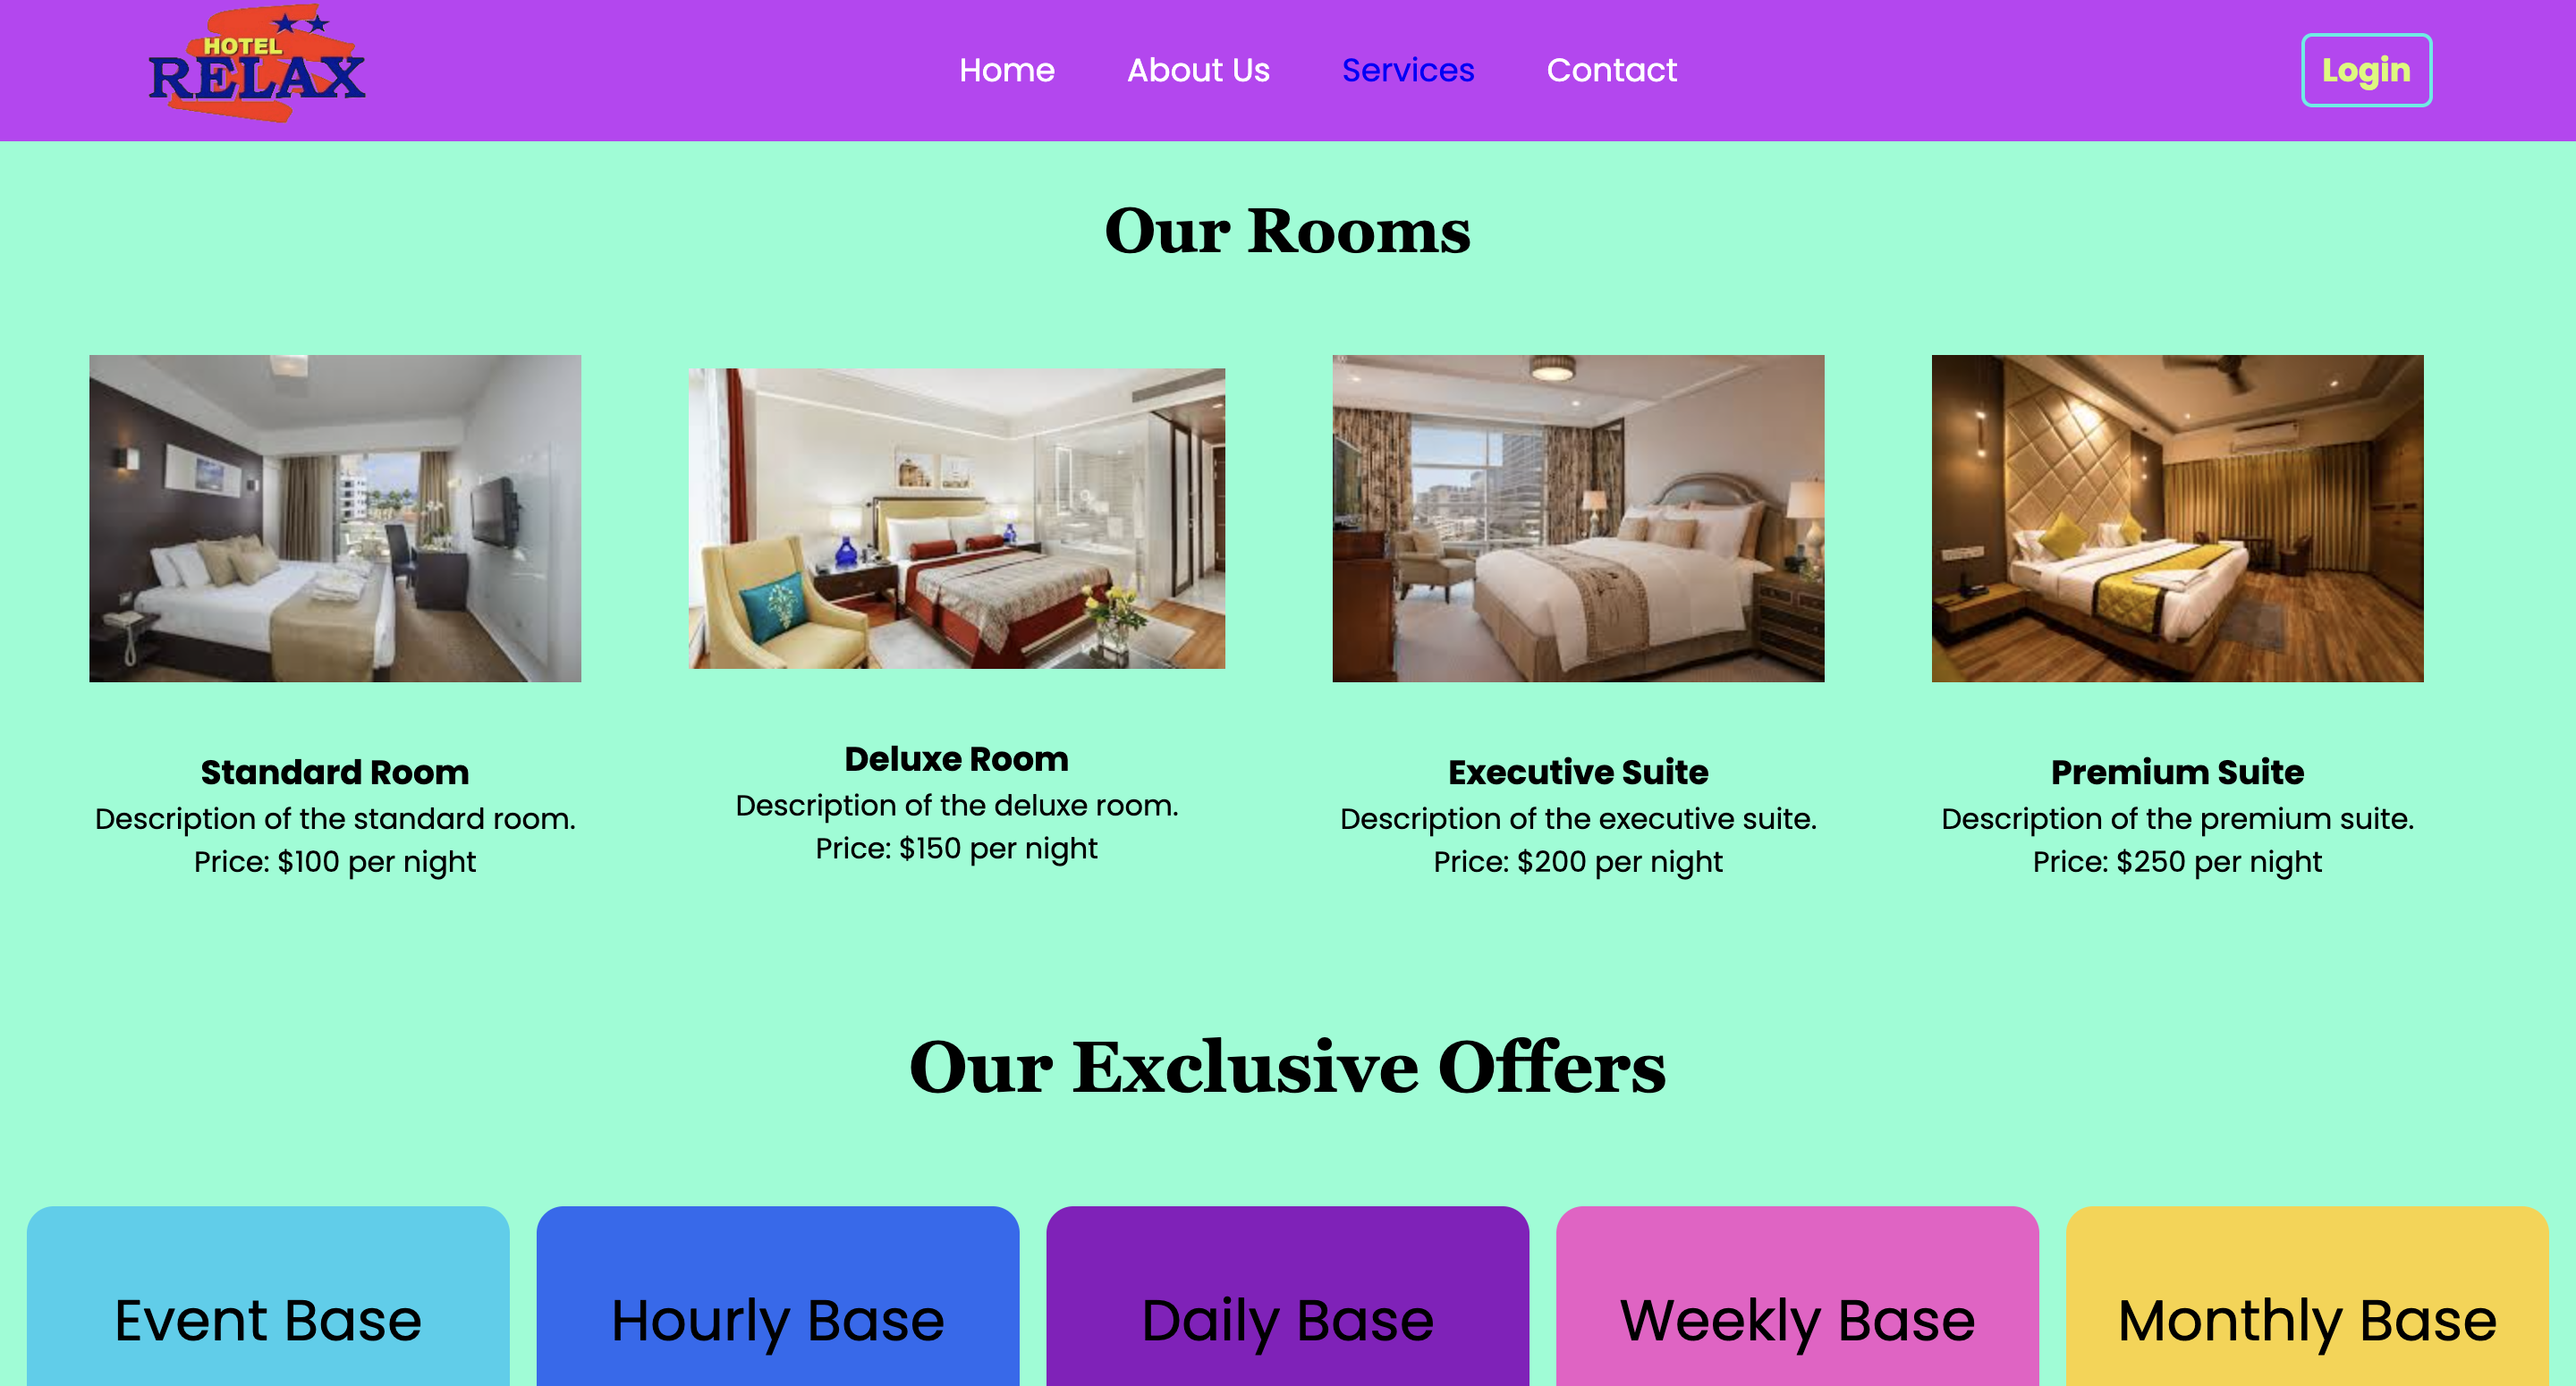 HOTEL
RELAX
Home About Us Services Contact
Login
Our Rooms
Standard Room
Description of the standard room.
Price: $100 per night
Deluxe Room
Description of the deluxe room.
Price: $150 per night
Executive Suite
Description of the executive suite.
Price: $200 per night
Premium Suite
Description of the premium suite.
Price: $250 per night
Our Exclusive Offers
Event Base
Hourly Base
Daily Base
Weekly Base
Monthly Base